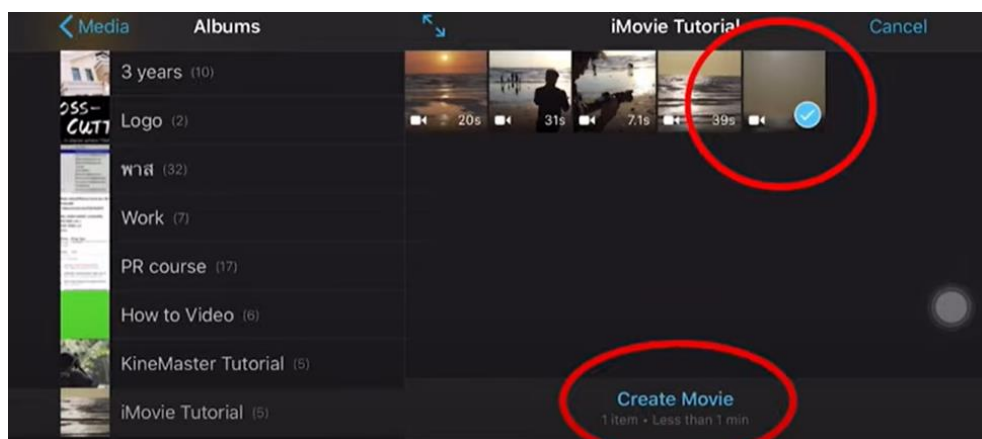 Media
Albums
iMovie Tutorial
Cancel
3 years (10)
Logo (2)
พาส (32)
Work (7)
PR course (17)
How to Video (6)
KineMaster Tutorial (5)
iMovie Tutorial (5)
OSS-
CUTT
20s
31s
7.1s
39s
Create Movie
1 item • Less than 1 min